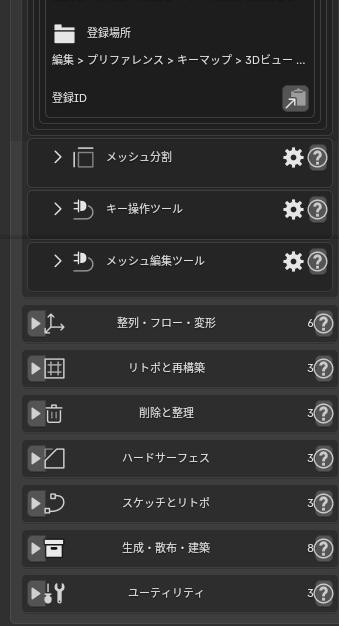 登録場所
編集 > プリファレンス > キーマップ > 3Dビュー ...
登録ID
メッシュ分割 ?
キー操作ツール ?
メッシュ編集ツール ?
整列・フロー・変形 6 ?
リトポと再構築 3 ?
削除と整理 3 ?
ハードサーフェス 3 ?
スケッチとリトポ 3 ?
生成・散布・建築 8 ?
ユーティリティ 3 ?